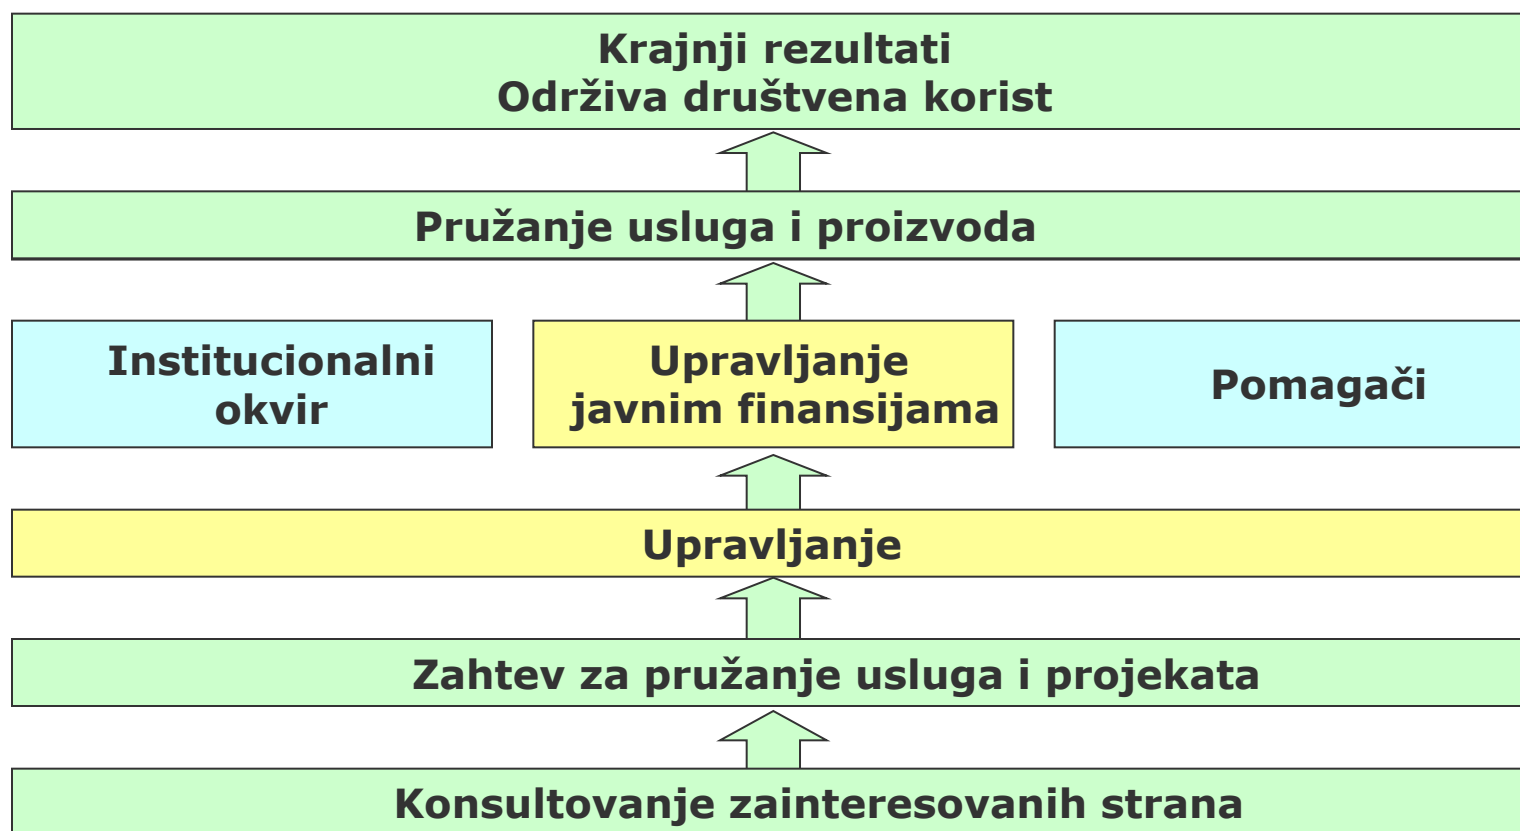 Krajnji rezultati
Održiva društvena korist
Pružanje usluga i proizvoda
Institucionalni
okvir
Upravljanje
javnim finansijama
Pomagači
Upravljanje
Zahtev za pružanje usluga i projekata
Konsultovanje zainteresovanih strana